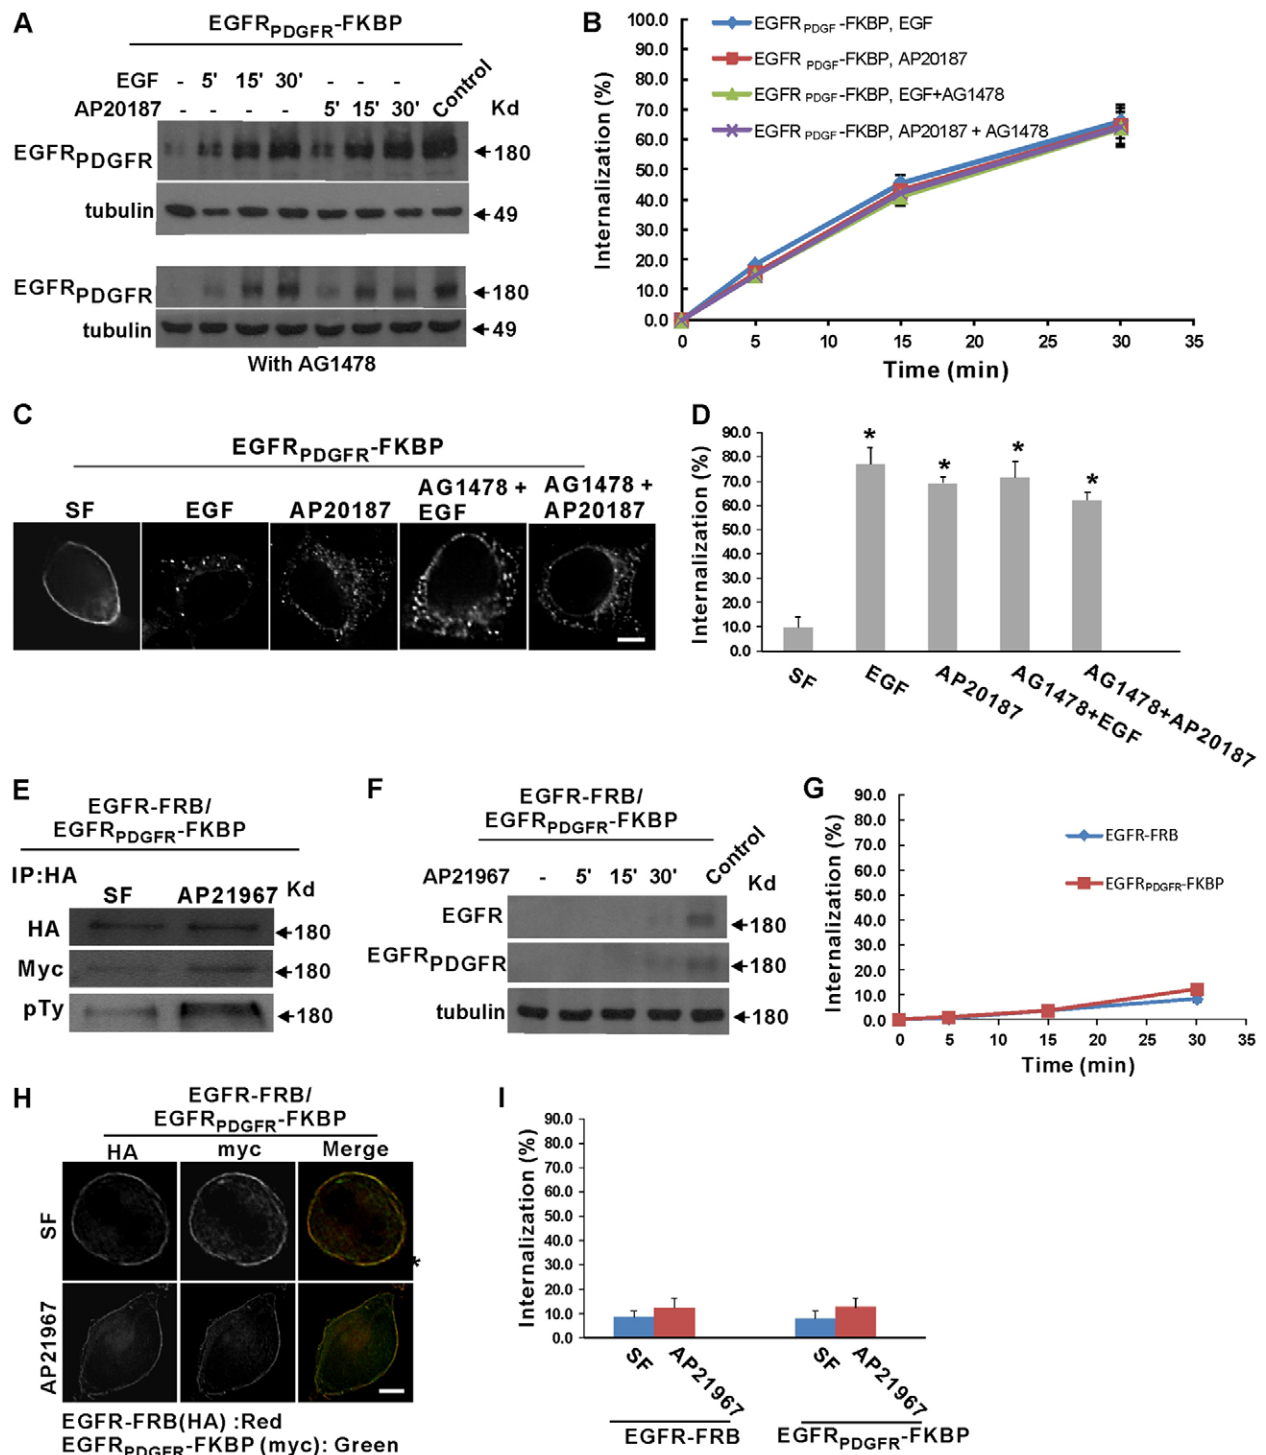 A
EGFRPDGFR-FKBP
EGF - 5' 15' 30' - - -
AP20187 - - - - 5' 15' 30' Control Kd
EGFRPDGFR 180
tubulin 49
EGFRPDGFR 180
tubulin 49
With AG1478
B
EGFR PDGF -FKBP, EGF
EGFR PDGF -FKBP, AP20187
EGFR PDGF -FKBP, EGF+AG1478
EGFR PDGF -FKBP, AP20187 + AG1478
Internalization (%)
100.0
90.0
80.0
70.0
60.0
50.0
40.0
30.0
20.0
10.0
0.0
0 5 10 15 20 25 30 35
Time (min)
C
EGFRPDGFR-FKBP
SF EGF AP20187 AG1478 + EGF AG1478 + AP20187
D
Internalization (%)
90.0
80.0
70.0
60.0
50.0
40.0
30.0
20.0
10.0
0.0
* * * *
SF EGF AP20187 AG1478+EGF AG1478+AP20187
E
EGFR-FRB/
EGFRPDGFR-FKBP
IP:HA
SF AP21967 Kd
HA 180
Myc 180
pTy 180
F
EGFR-FRB/
EGFRPDGFR-FKBP
AP21967 - 5' 15' 30' Control Kd
EGFR 180
EGFRPDGFR 180
tubulin 180
G
Internalization (%)
90.0
80.0
70.0
60.0
50.0
40.0
30.0
20.0
10.0
0.0
EGFR-FRB
EGFRPDGFR-FKBP
0 5 10 15 20 25 30 35
Time (min)
H
EGFR-FRB/
EGFRPDGFR-FKBP
HA myc Merge
SF
*
AP21967
EGFR-FRB(HA) :Red
EGFRPDGFR-FKBP (myc): Green
I
Internalization (%)
90.0
80.0
70.0
60.0
50.0
40.0
30.0
20.0
10.0
0.0
SF AP21967 SF AP21967
EGFR-FRB EGFRPDGFR-FKBP